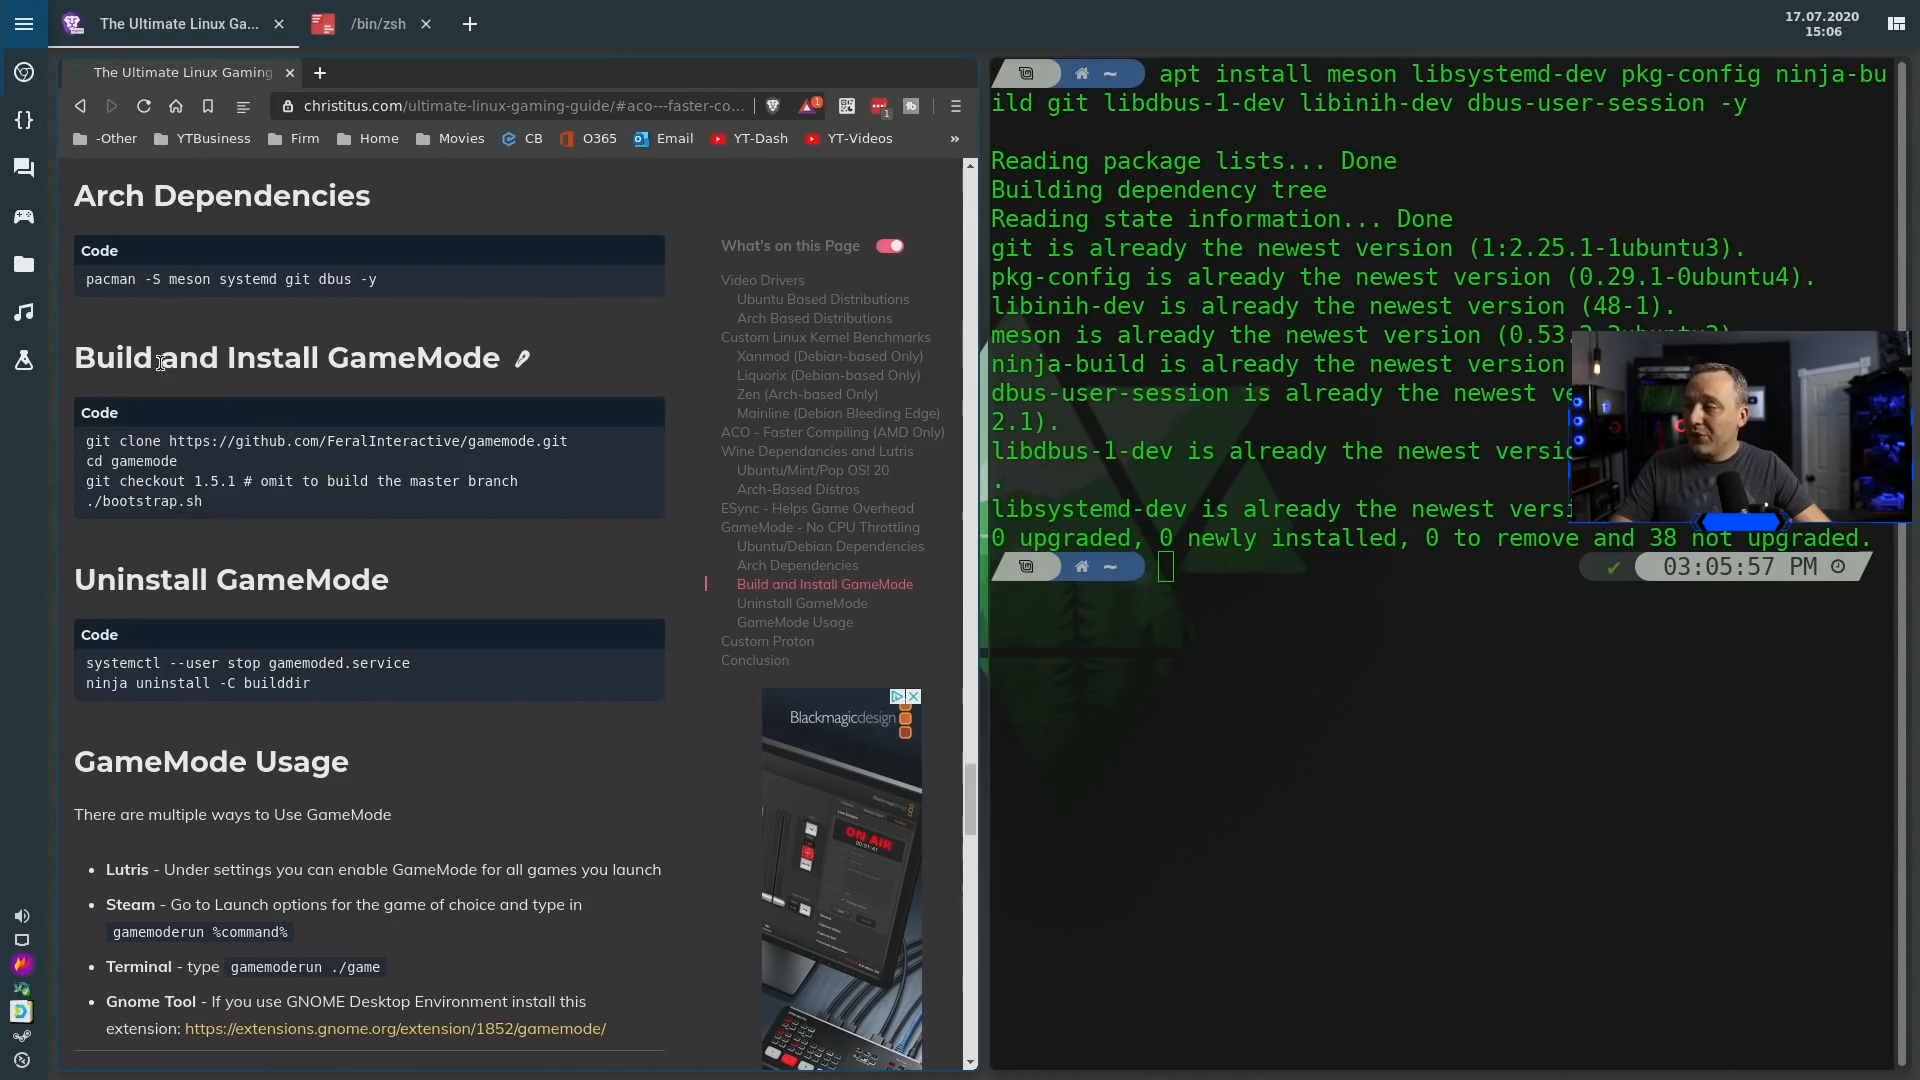 The Ultimate Linux Ga...
/bin/zsh
17.07.2020
15:06
The Ultimate Linux Gaming
christitus.com/ultimate-linux-gaming-guide/#aco---faster-co...
-Other
YTBusiness
Firm
Home
Movies
CB
O365
Email
YT-Dash
YT-Videos
»
Arch Dependencies
Code
pacman -S meson systemd git dbus -y
Build and Install GameMode
Code
git clone https://github.com/FeralInteractive/gamemode.git
cd gamemode
git checkout 1.5.1 # omit to build the master branch
./bootstrap.sh
Uninstall GameMode
Code
systemctl --user stop gamemoded.service
ninja uninstall -C builddir
GameMode Usage
There are multiple ways to Use GameMode
• Lutris - Under settings you can enable GameMode for all games you launch
• Steam - Go to Launch options for the game of choice and type in
gamemoderun %command%
• Terminal - type gamemoderun ./game
• Gnome Tool - If you use GNOME Desktop Environment install this
extension: https://extensions.gnome.org/extension/1852/gamemode/
What's on this Page
Video Drivers
Ubuntu Based Distributions
Arch Based Distributions
Custom Linux Kernel Benchmarks
Xanmod (Debian-based Only)
Liquorix (Debian-based Only)
Zen (Arch-based Only)
Mainline (Debian Bleeding Edge)
ACO - Faster Compiling (AMD Only)
Wine Dependancies and Lutris
Ubuntu/Mint/Pop OS! 20
Arch-Based Distros
ESync - Helps Game Overhead
GameMode - No CPU Throttling
Ubuntu/Debian Dependencies
Arch Dependencies
Build and Install GameMode
Uninstall GameMode
GameMode Usage
Custom Proton
Conclusion
Blackmagicdesign
ON AIR
~ apt install meson libsystemd-dev pkg-config ninja-bu
ild git libdbus-1-dev libinih-dev dbus-user-session -y
Reading package lists... Done
Building dependency tree
Reading state information... Done
git is already the newest version (1:2.25.1-1ubuntu3).
pkg-config is already the newest version (0.29.1-0ubuntu4).
libinih-dev is already the newest version (48-1).
meson is already the newest version (0.53.
ninja-build is already the newest version
dbus-user-session is already the newest ve
2.1).
libdbus-1-dev is already the newest versio
.
libsystemd-dev is already the newest versi
0 upgraded, 0 newly installed, 0 to remove and 38 not upgraded.
~ ✔ 03:05:57 PM